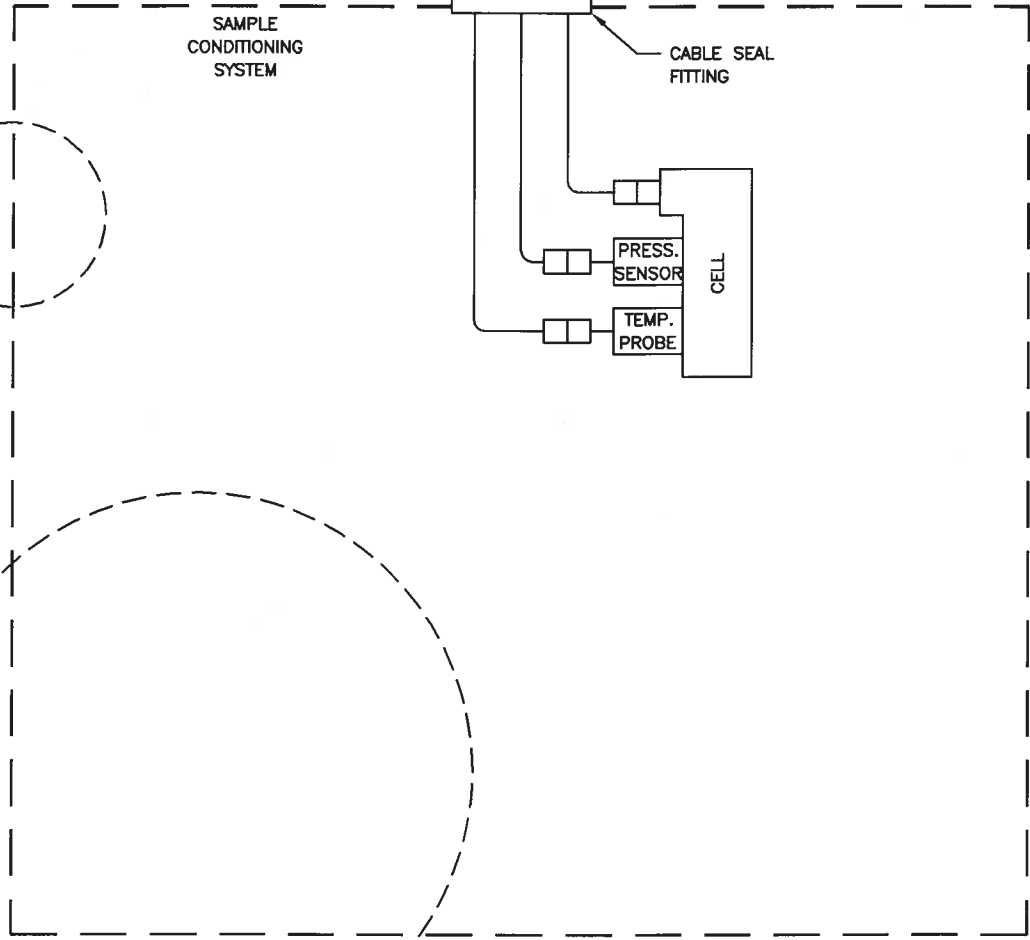 SAMPLE
CONDITIONING
SYSTEM
CABLE SEAL
FITTING
PRESS.
SENSOR
CELL
TEMP.
PROBE